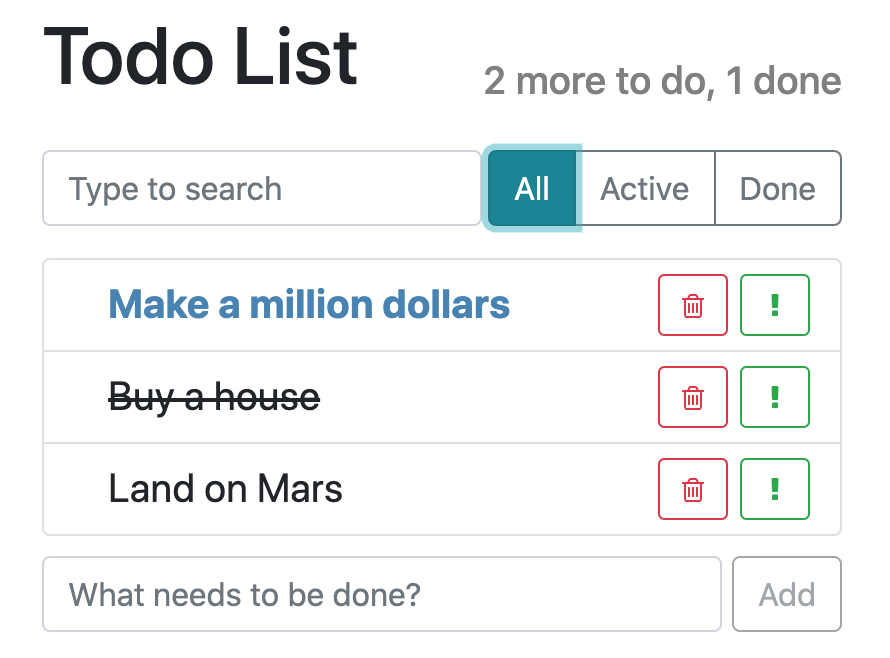 Todo List
2 more to do, 1 done
Type to search
All
Active
Done
Make a million dollars
!
Buy a house
!
Land on Mars
!
What needs to be done?
Add